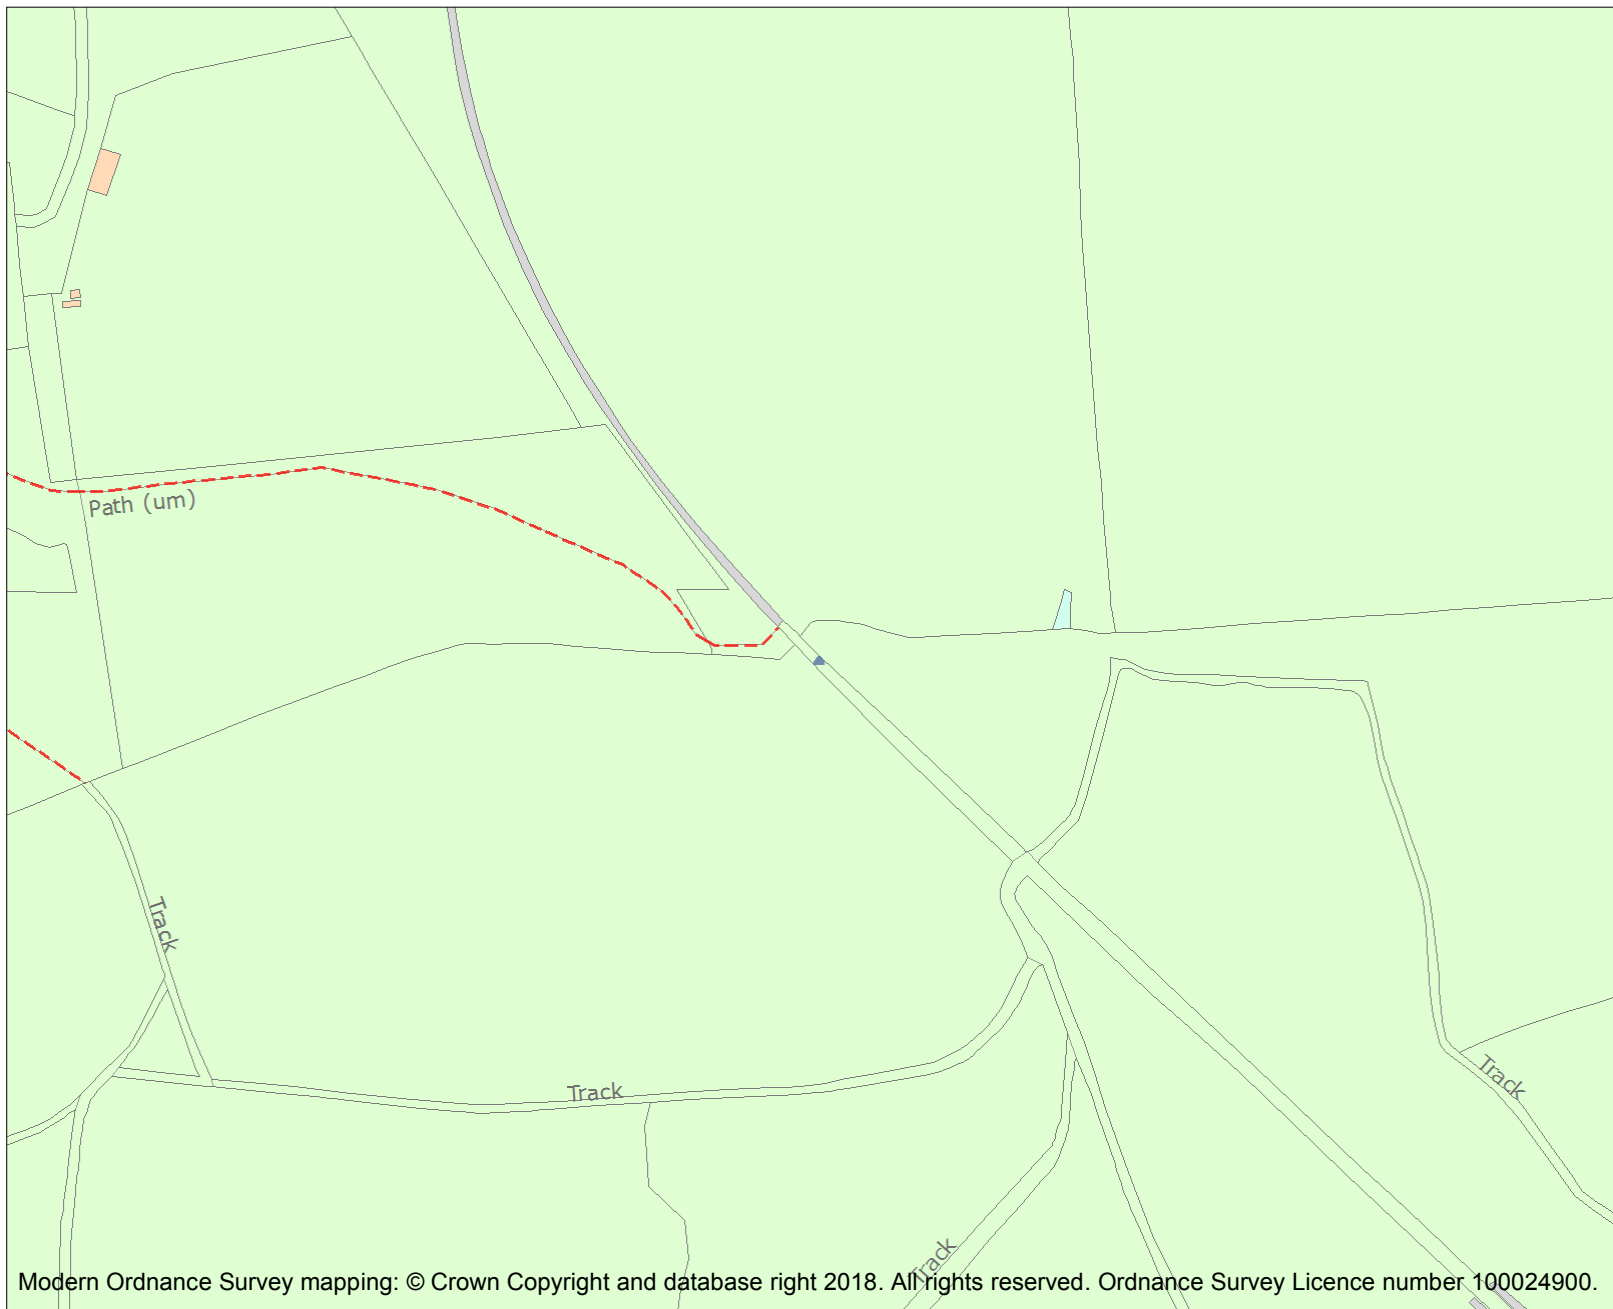 Path (um)
Track
Track
Track
Track
Modern Ordnance Survey mapping: © Crown Copyright and database right 2018. All rights reserved. Ordnance Survey Licence number 100024900.